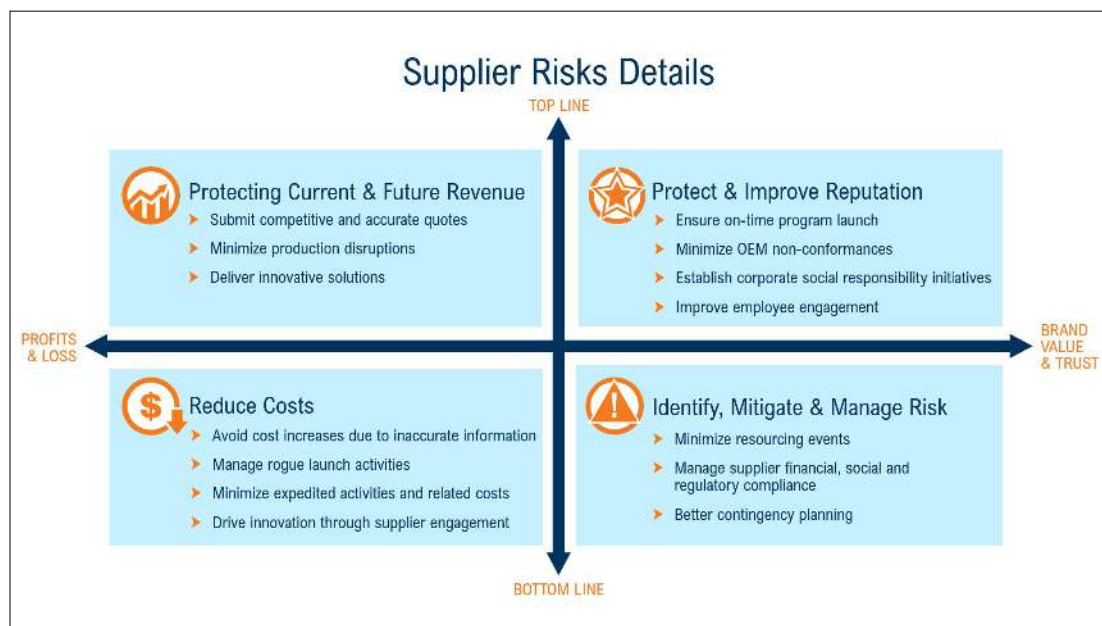 Supplier Risks Details
TOP LINE
Protecting Current & Future Revenue
Submit competitive and accurate quotes
Minimize production disruptions
Deliver innovative solutions
Protect & Improve Reputation
Ensure on-time program launch
Minimize OEM non-conformances
Establish corporate social responsibility initiatives
Improve employee engagement
PROFITS
& LOSS
BRAND
VALUE
& TRUST
$
Reduce Costs
Avoid cost increases due to inaccurate information
Manage rogue launch activities
Minimize expedited activities and related costs
Drive innovation through supplier engagement
!
Identify, Mitigate & Manage Risk
Minimize resourcing events
Manage supplier financial, social and
regulatory compliance
Better contingency planning
BOTTOM LINE